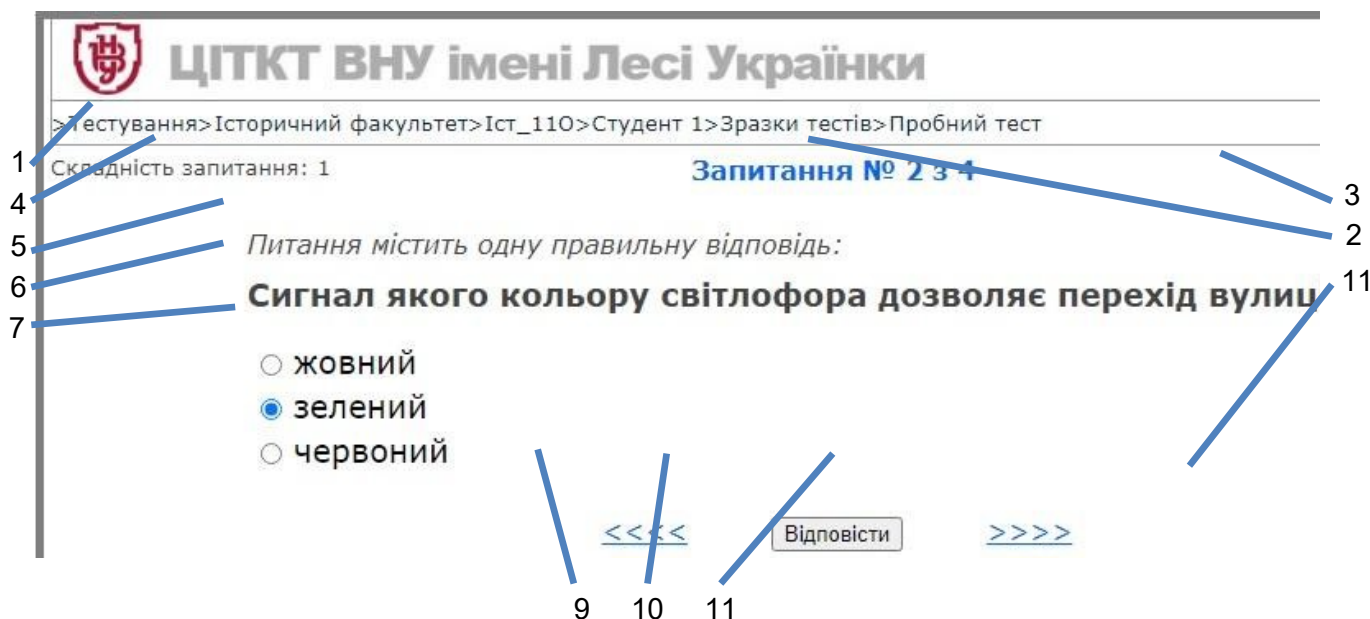 ЦІТКТ ВНУ імені Лесі Українки
>Тестування>Історичний факультет>Іст_11О>Студент 1>Зразки тестів>Пробний тест
1
Складність запитання: 1
Запитання № 2 з 4
3
4
2
5
Питання містить одну правильну відповідь:
6
11
Сигнал якого кольору світлофора дозволяє перехід вулиц
7
жовний
зелений
червоний
<<<<
Відповісти
>>>>
9 10 11